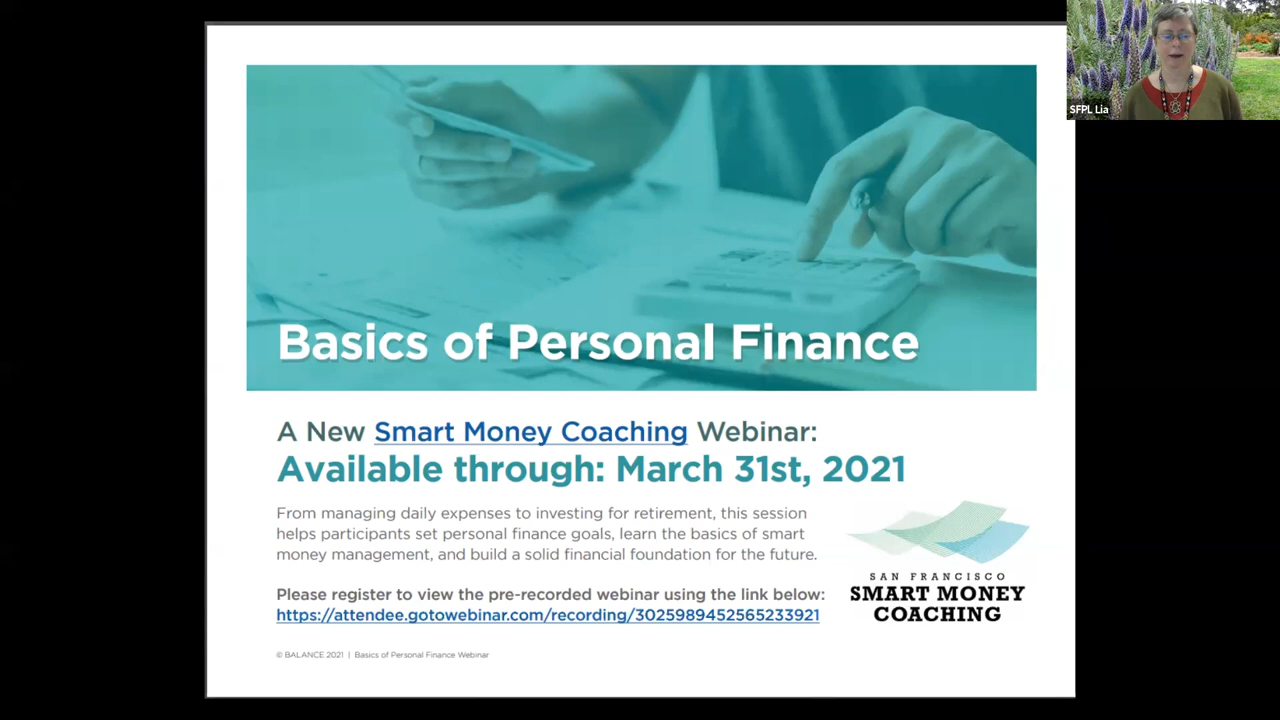 SFPL Lia
Basics of Personal Finance
A New Smart Money Coaching Webinar:
Available through: March 31st, 2021
From managing daily expenses to investing for retirement, this session
helps participants set personal finance goals, learn the basics of smart
money management, and build a solid financial foundation for the future.
Please register to view the pre-recorded webinar using the link below:
https://attendee.gotowebinar.com/recording/3025989452565233921
SAN FRANCISCO
SMART MONEY
COACHING
© BALANCE 2021 | Basics of Personal Finance Webinar